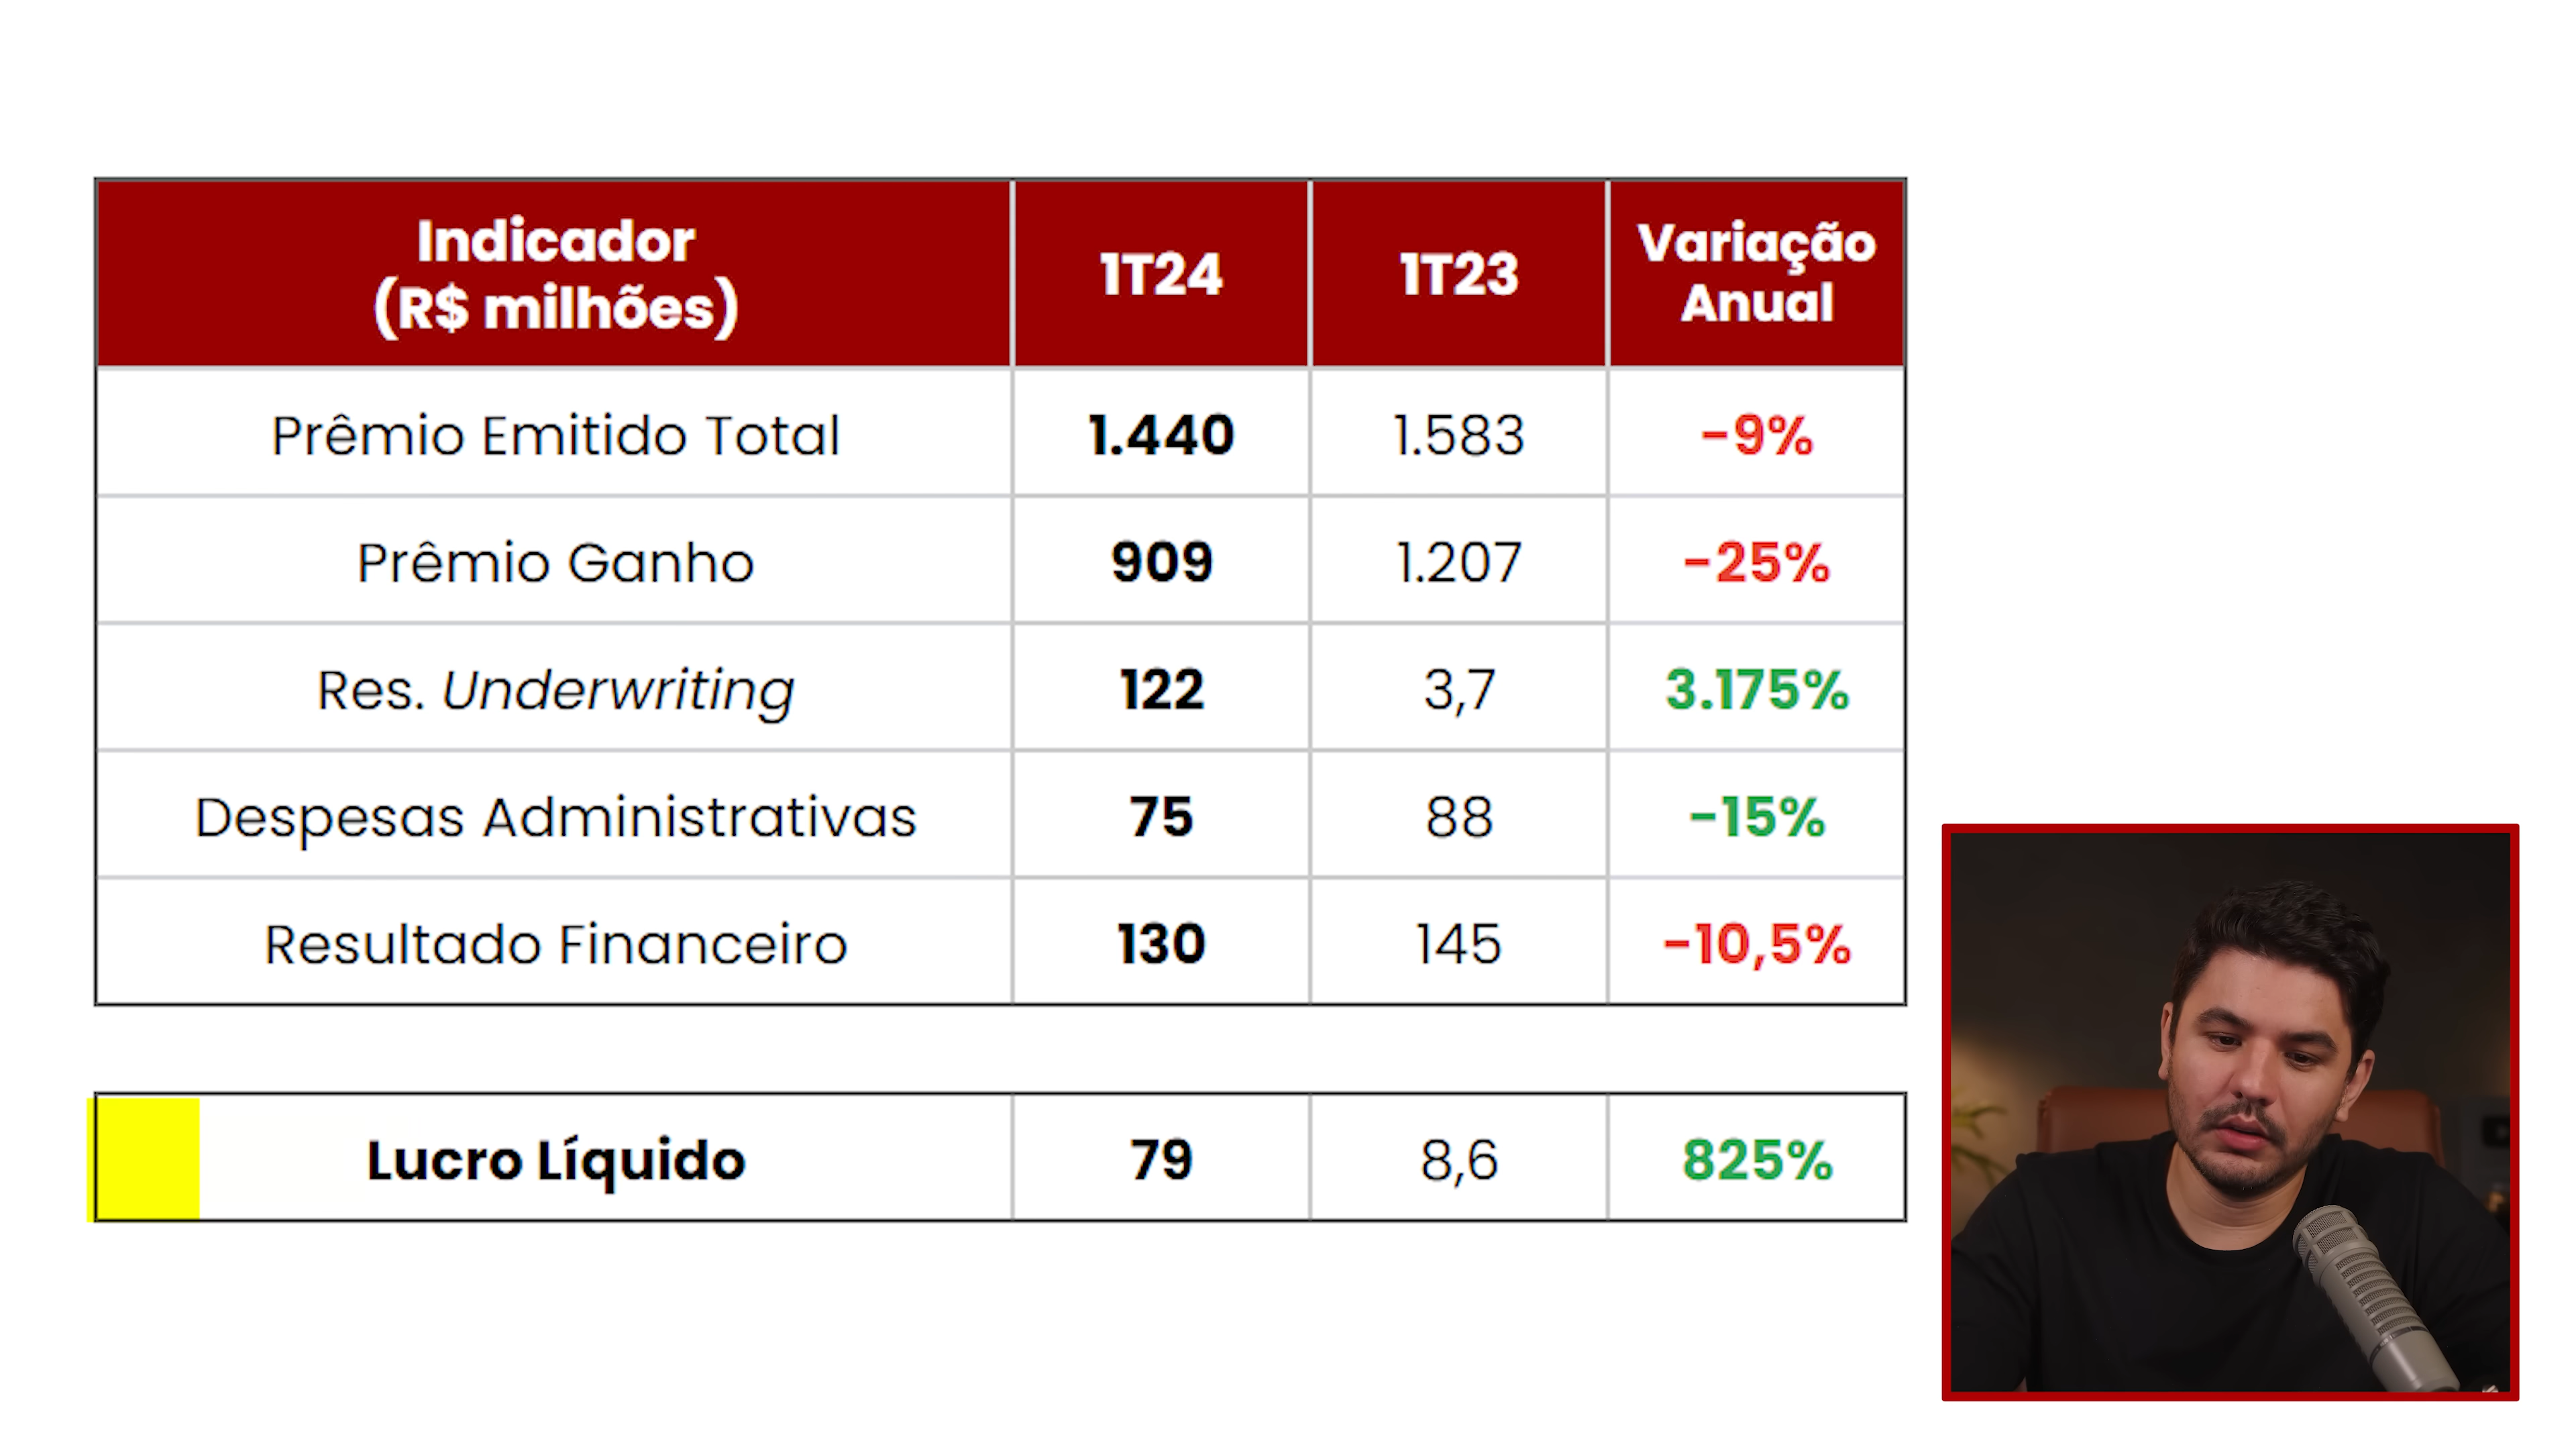 Indicador
(R$ milhões)
1T24
1T23
Variação
Anual
Prêmio Emitido Total 1.440 1.583 -9%
Prêmio Ganho 909 1.207 -25%
Res. Underwriting 122 3,7 3.175%
Despesas Administrativas 75 88 -15%
Resultado Financeiro 130 145 -10,5%
Lucro Líquido 79 8,6 825%